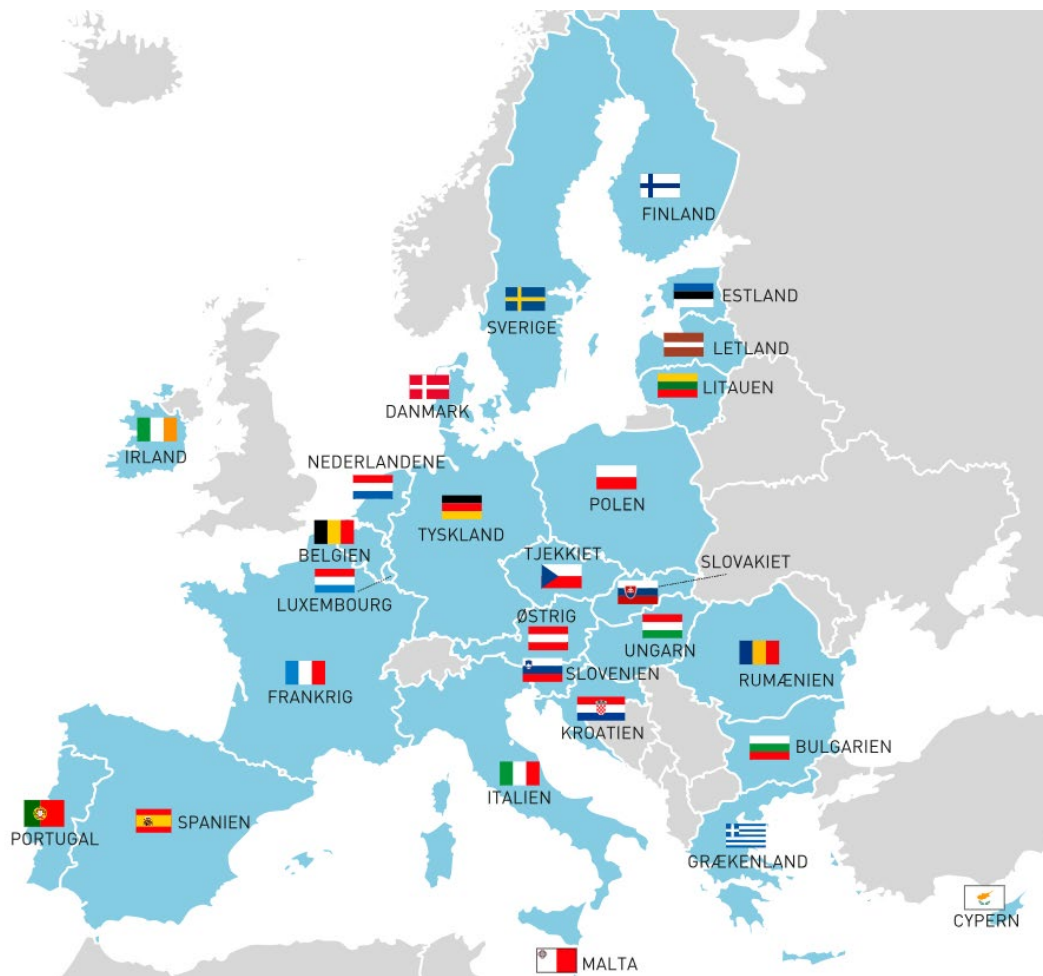 FINLAND
ESTLAND
SVERIGE
LETLAND
LITAUEN
DANMARK
IRLAND
NEDERLANDENE
POLEN
TYSKLAND
BELGIEN
TJEKKIET
SLOVAKIET
LUXEMBOURG
ØSTRIG
UNGARN
SLOVENIEN
RUMÆNIEN
FRANKRIG
KROATIEN
BULGARIEN
ITALIEN
SPANIEN
PORTUGAL
GRÆKENLAND
CYPERN
MALTA